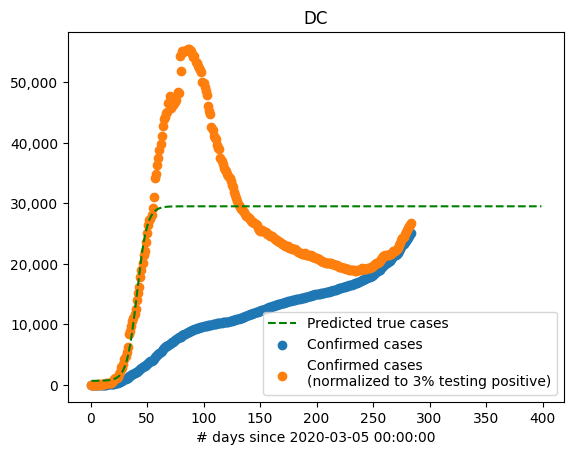 DC
50,000
40,000
30,000
20,000
10,000
0
Predicted true cases
Confirmed cases
Confirmed cases
(normalized to 3% testing positive)
0 50 100 150 200 250 300 350 400
# days since 2020-03-05 00:00:00